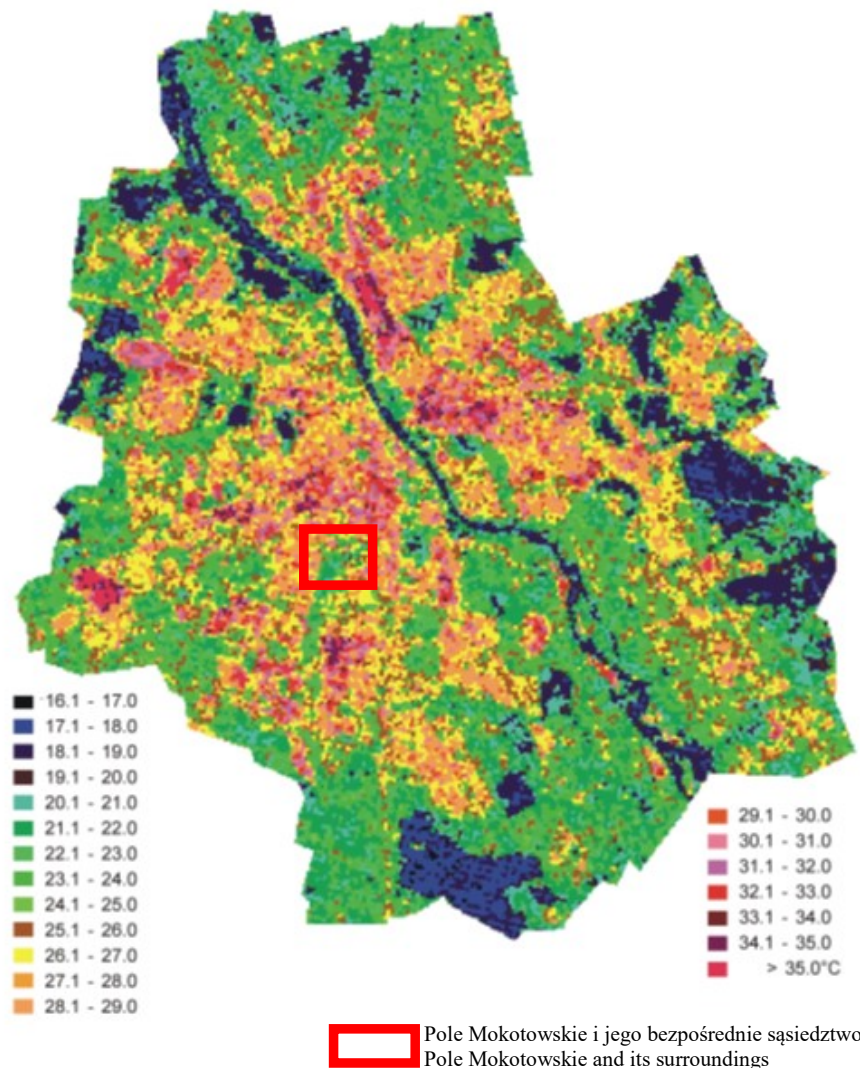 16.1 - 17.0
17.1 - 18.0
18.1 - 19.0
19.1 - 20.0
20.1 - 21.0
21.1 - 22.0
22.1 - 23.0
23.1 - 24.0
24.1 - 25.0
25.1 - 26.0
26.1 - 27.0
27.1 - 28.0
28.1 - 29.0
29.1 - 30.0
30.1 - 31.0
31.1 - 32.0
32.1 - 33.0
33.1 - 34.0
34.1 - 35.0
> 35.0°C
Pole Mokotowskie i jego bezpośrednie sąsiedztwo
Pole Mokotowskie and its surroundings